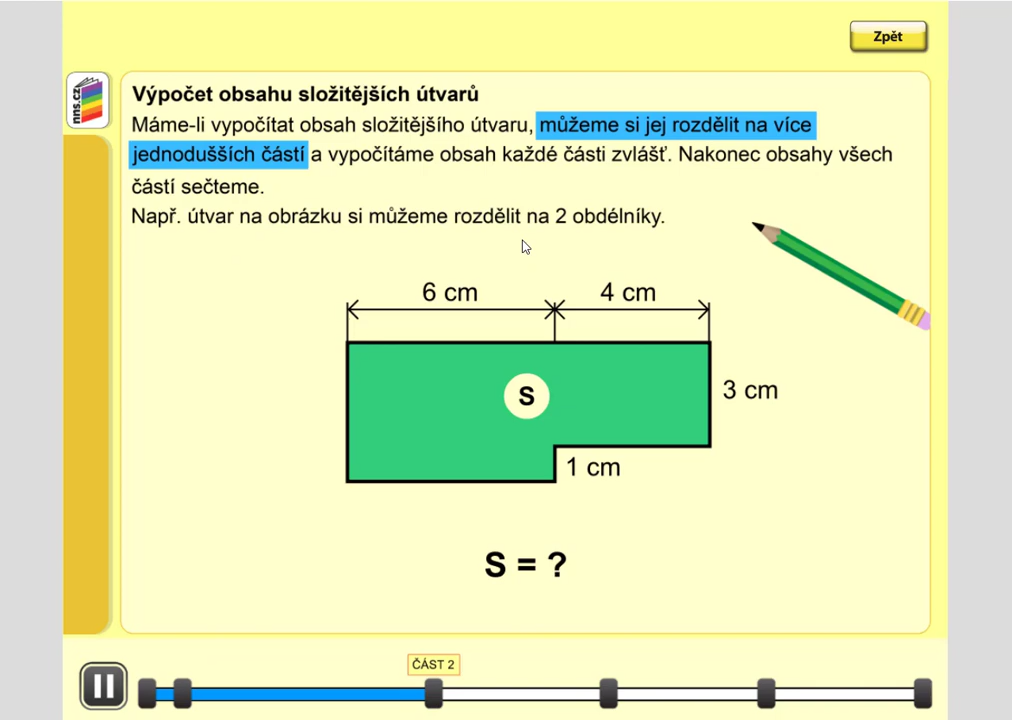 Zpět
nns.cz
Výpočet obsahu složitějších útvarů
Máme-li vypočítat obsah složitějšího útvaru, můžeme si jej rozdělit na více
jednodušších částí a vypočítáme obsah každé části zvlášť. Nakonec obsahy všech
částí sečteme.
Např. útvar na obrázku si můžeme rozdělit na 2 obdélníky.
6 cm 4 cm
S
3 cm
1 cm
S = ?
ČÁST 2